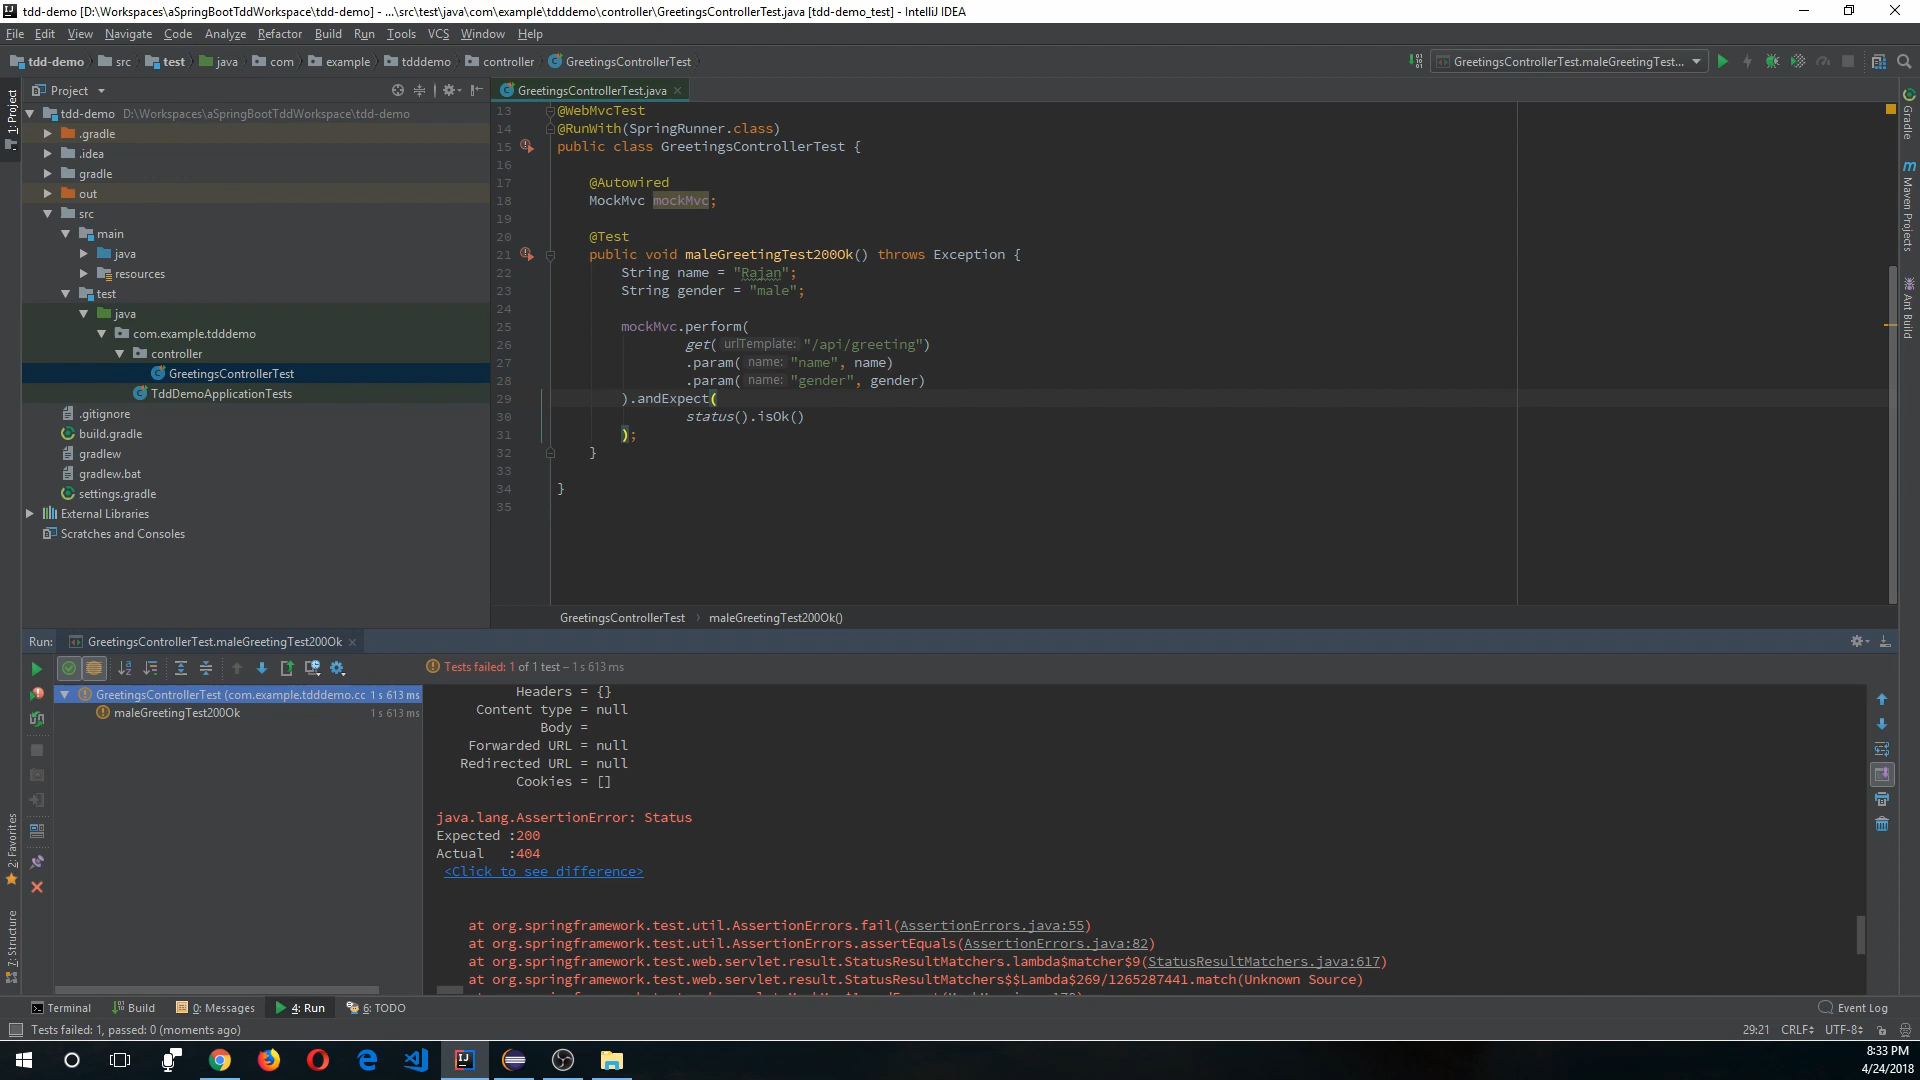 tdd-demo [D:\Workspaces\aSpringBootTddWorkspace\tdd-demo] - ...\src\test\java\com\example\tdddemo\controller\GreetingsControllerTest.java [tdd-demo_test] - IntelliJ IDEA
File Edit View Navigate Code Analyze Refactor Build Run Tools VCS Window Help
tdd-demo src test java com example tdddemo controller GreetingsControllerTest
GreetingsControllerTest.maleGreetingTest...
1: Project
Project
tdd-demo D:\Workspaces\aSpringBootTddWorkspace\tdd-demo
.gradle
.idea
gradle
out
src
main
java
resources
test
java
com.example.tdddemo
controller
GreetingsControllerTest
TddDemoApplicationTests
.gitignore
build.gradle
gradlew
gradlew.bat
settings.gradle
External Libraries
Scratches and Consoles
GreetingsControllerTest.java
13 @WebMvcTest
14 @RunWith(SpringRunner.class)
15 public class GreetingsControllerTest {
16
17 @Autowired
18 MockMvc mockMvc;
19
20 @Test
21 public void maleGreetingTest200Ok() throws Exception {
22 String name = "Rajan";
23 String gender = "male";
24
25 mockMvc.perform(
26 get( urlTemplate: "/api/greeting")
27 .param( name: "name", name)
28 .param( name: "gender", gender)
29 ).andExpect(
30 status().isOk()
31 );
32 }
33
34 }
35
GreetingsControllerTest › maleGreetingTest200Ok()
Gradle
Maven Projects
Ant Build
Run: GreetingsControllerTest.maleGreetingTest200Ok
Tests failed: 1 of 1 test – 1 s 613 ms
GreetingsControllerTest (com.example.tdddemo.cc 1 s 613 ms
maleGreetingTest200Ok 1 s 613 ms
Headers = {}
Content type = null
Body =
Forwarded URL = null
Redirected URL = null
Cookies = []
java.lang.AssertionError: Status
Expected :200
Actual :404
<Click to see difference>
at org.springframework.test.util.AssertionErrors.fail(AssertionErrors.java:55)
at org.springframework.test.util.AssertionErrors.assertEquals(AssertionErrors.java:82)
at org.springframework.test.web.servlet.result.StatusResultMatchers.lambda$matcher$9(StatusResultMatchers.java:617)
at org.springframework.test.web.servlet.result.StatusResultMatchers$$Lambda$269/1265287441.match(Unknown Source)
2: Favorites
7: Structure
Terminal Build 0: Messages 4: Run 6: TODO Event Log
Tests failed: 1, passed: 0 (moments ago) 29:21 CRLF UTF-8
8:33 PM
4/24/2018